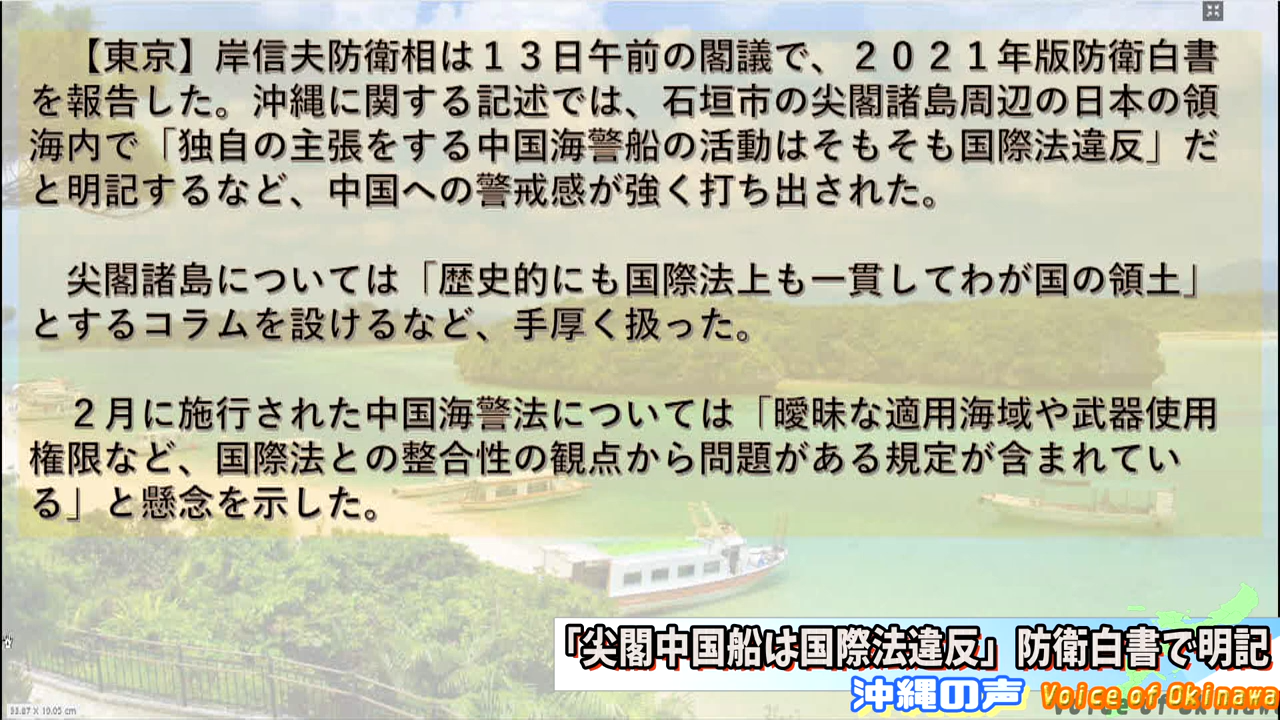 【東京】岸信夫防衛相は１３日午前の閣議で、２０２１年版防衛白書
を報告した。沖縄に関する記述では、石垣市の尖閣諸島周辺の日本の領
海内で「独自の主張をする中国海警船の活動はそもそも国際法違反」だ
と明記するなど、中国への警戒感が強く打ち出された。
尖閣諸島については「歴史的にも国際法上も一貫してわが国の領土」
とするコラムを設けるなど、手厚く扱った。
２月に施行された中国海警法については「曖昧な適用海域や武器使用
権限など、国際法との整合性の観点から問題がある規定が含まれてい
る」と懸念を示した。
「尖閣中国船は国際法違反」防衛白書で明記
沖縄の声 Voice of Okinawa
Voice of Okinawa
33.87 × 19.05 cm